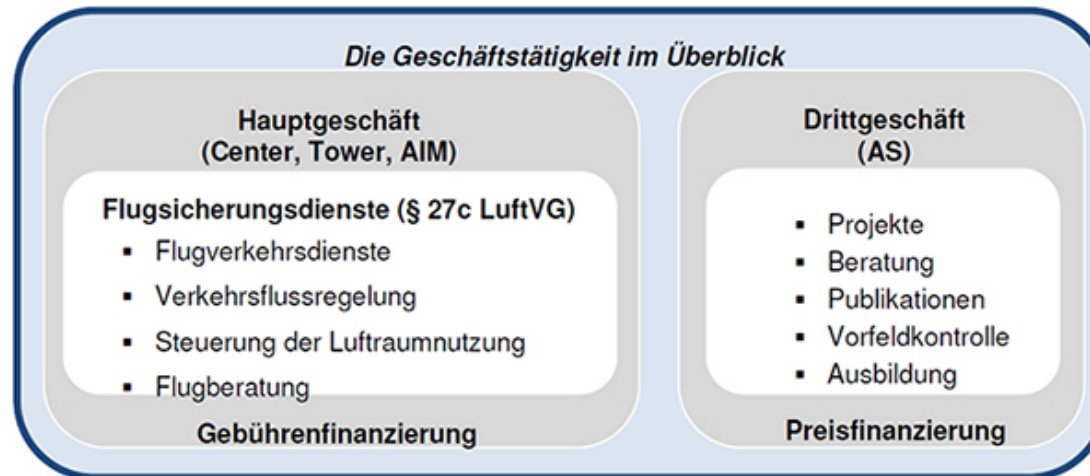 Die Geschäftstätigkeit im Überblick
Hauptgeschäft
(Center, Tower, AIM)
Flugsicherungsdienste (§ 27c LuftVG)
▪ Flugverkehrsdienste
▪ Verkehrsflussregelung
▪ Steuerung der Luftraumnutzung
▪ Flugberatung
Gebührenfinanzierung
Drittgeschäft
(AS)
▪ Projekte
▪ Beratung
▪ Publikationen
▪ Vorfeldkontrolle
▪ Ausbildung
Preisfinanzierung